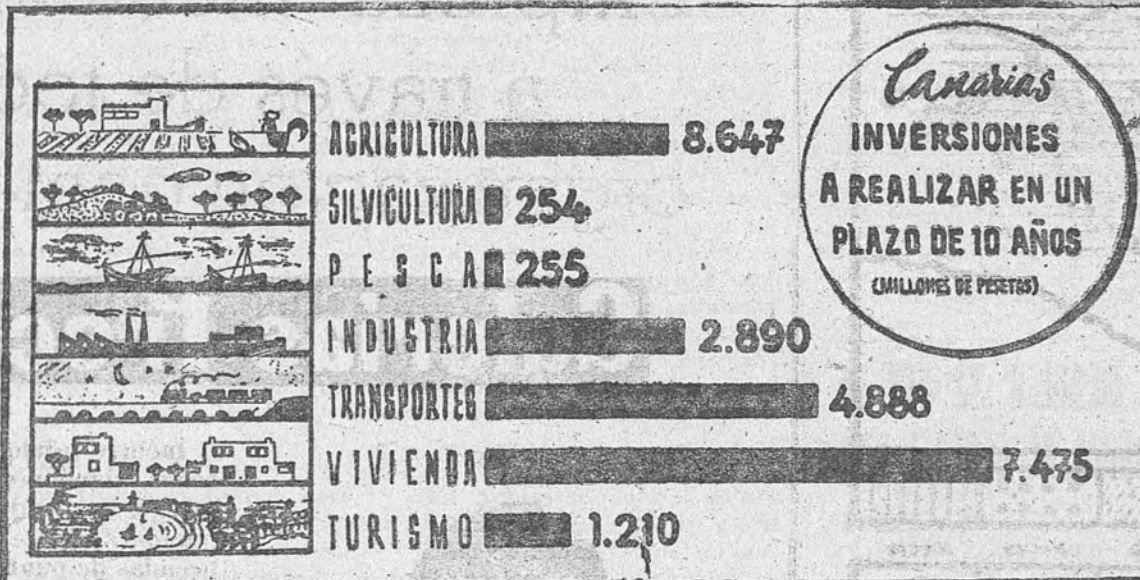 AGRICULTURA 8.647
SILVICULTURA 254
PESCA 255
INDUSTRIA 2.890
TRANSPORTES 4.888
VIVIENDA 7.475
TURISMO 1.210
Canarias
INVERSIONES
A REALIZAR EN UN
PLAZO DE 10 AÑOS
(MILLONES DE PESETAS)